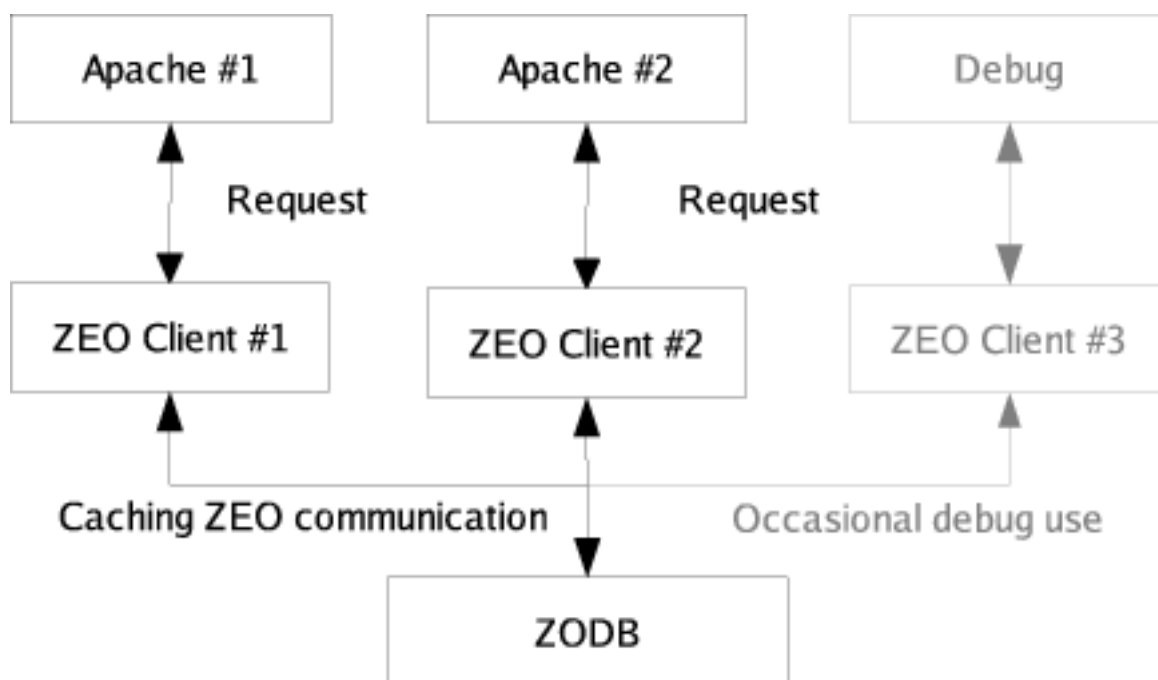 Apache #1
Apache #2
Debug
Request
Request
ZEO Client #1
ZEO Client #2
ZEO Client #3
Caching ZEO communication
Occasional debug use
ZODB